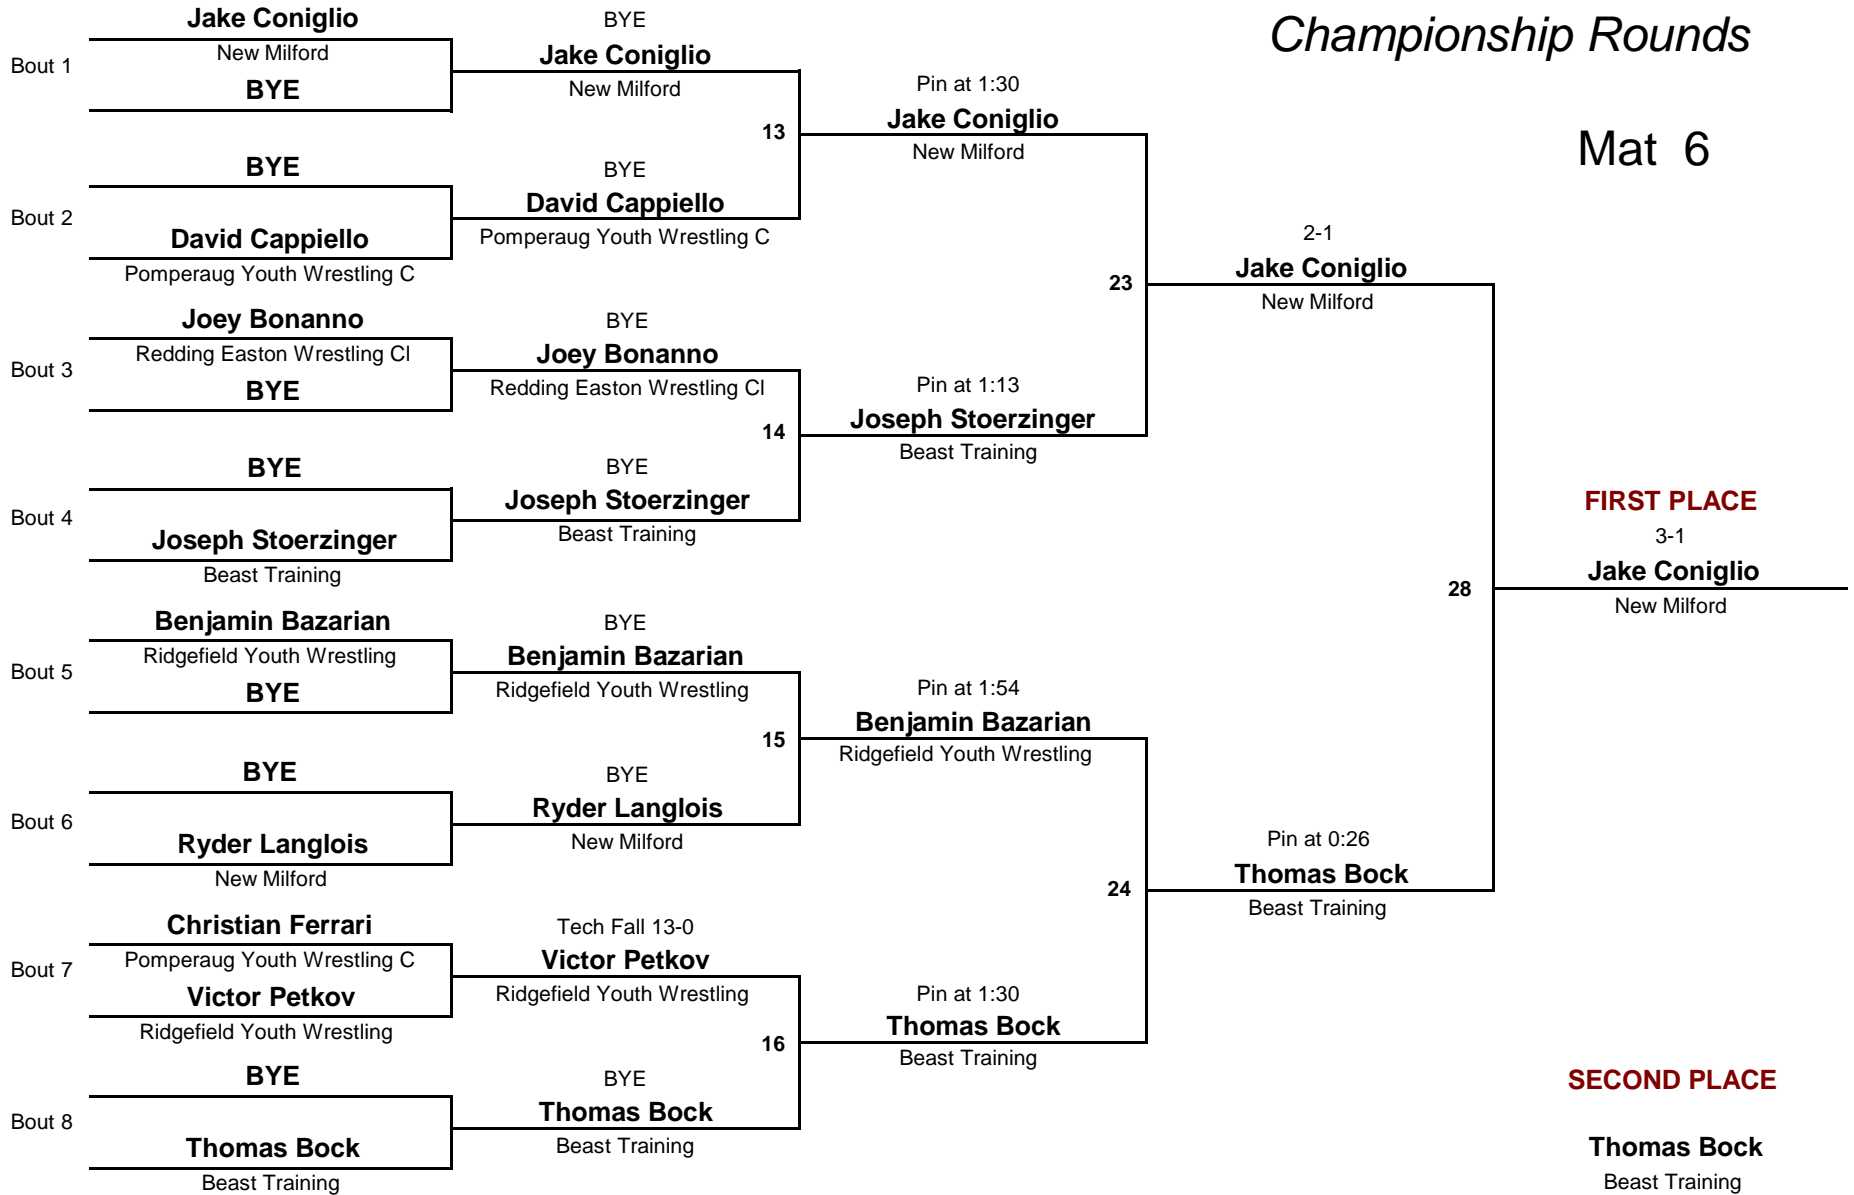 Championship Rounds
Mat 6
Bout 1
Jake Coniglio
New Milford
BYE
Bout 2
BYE
David Cappiello
Pomperaug Youth Wrestling C
Bout 3
Joey Bonanno
Redding Easton Wrestling Cl
BYE
Bout 4
BYE
Joseph Stoerzinger
Beast Training
Bout 5
Benjamin Bazarian
Ridgefield Youth Wrestling
BYE
Bout 6
BYE
Ryder Langlois
New Milford
Bout 7
Christian Ferrari
Pomperaug Youth Wrestling C
Victor Petkov
Ridgefield Youth Wrestling
Bout 8
BYE
Thomas Bock
Beast Training
BYE
Jake Coniglio
New Milford
13
BYE
David Cappiello
Pomperaug Youth Wrestling C
BYE
Joey Bonanno
Redding Easton Wrestling Cl
14
BYE
Joseph Stoerzinger
Beast Training
BYE
Benjamin Bazarian
Ridgefield Youth Wrestling
15
BYE
Ryder Langlois
New Milford
Tech Fall 13-0
Victor Petkov
Ridgefield Youth Wrestling
16
BYE
Thomas Bock
Beast Training
Pin at 1:30
Jake Coniglio
New Milford
23
Pin at 1:13
Joseph Stoerzinger
Beast Training
Pin at 1:54
Benjamin Bazarian
Ridgefield Youth Wrestling
24
Pin at 1:30
Thomas Bock
Beast Training
2-1
Jake Coniglio
New Milford
28
Pin at 0:26
Thomas Bock
Beast Training
FIRST PLACE
3-1
Jake Coniglio
New Milford
SECOND PLACE
Thomas Bock
Beast Training